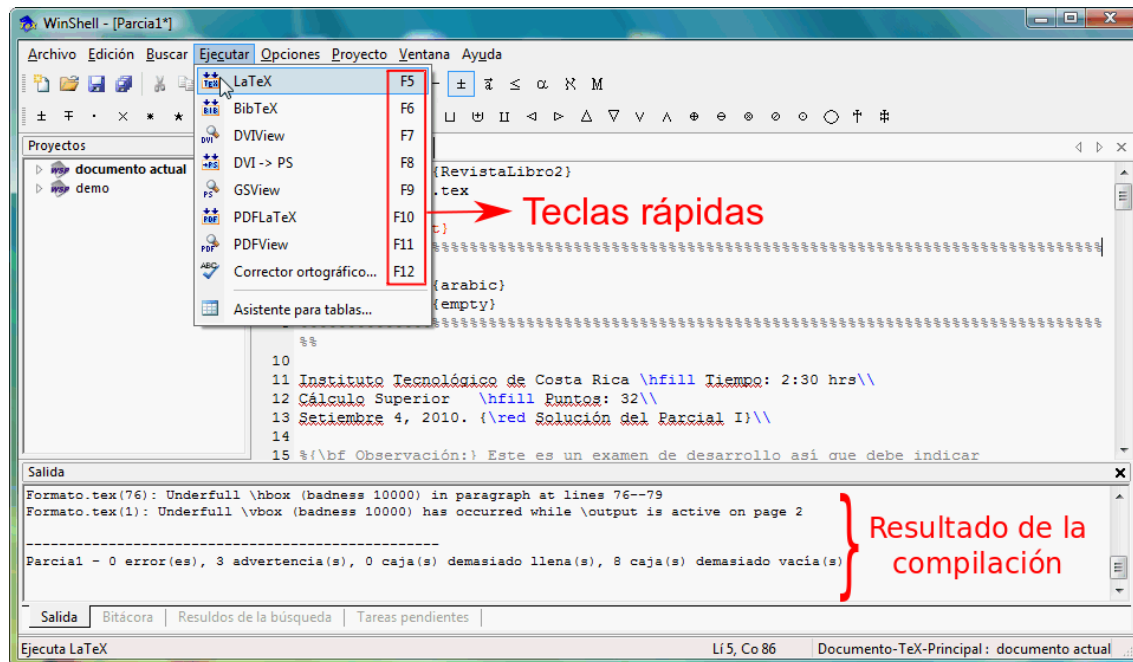 WinShell - [Parcia1*]
Archivo Edición Buscar Ejecutar Opciones Proyecto Ventana Ayuda
LaTeX F5
BibTeX F6
DVIView F7
DVI -> PS F8
GSView F9
PDFLaTeX F10
PDFView F11
Corrector ortográfico... F12
Asistente para tablas...
± a ≤ α ℵ M
± ∓ · × * ★ ⊔ ⊎ ⨿ ◁ ▷ △ ▽ ∨ ∧ ⊕ ⊖ ⊗ ⊘ ⊙ ◯ † ‡
Proyectos
documento actual
demo
{RevistaLibro2}
.tex
t}
%%%%%%%%%%%%%%%%%%%%%%%%%%%%%%%%%%%%%%%%%%%%%%%%%%%%%%%%%%%%%%%%%%%%%%%%%%%%%%%%%%%%%%
{arabic}
{empty}
%%%%%%%%%%%%%%%%%%%%%%%%%%%%%%%%%%%%%%%%%%%%%%%%%%%%%%%%%%%%%%%%%%%%%%%%%%%%%%%%%%%%%%
%%
10
11 Instituto Tecnológico de Costa Rica \hfill Tiempo: 2:30 hrs\\
12 Cálculo Superior \hfill Puntos: 32\\
13 Setiembre 4, 2010. {\red Solución del Parcial I}\\
14
15 %{\bf Observación:} Este es un examen de desarrollo así que debe indicar
Teclas rápidas
Salida
Formato.tex(76): Underfull \hbox (badness 10000) in paragraph at lines 76--79
Formato.tex(1): Underfull \vbox (badness 10000) has occurred while \output is active on page 2
------------------------------------------------
Parcia1 - 0 error(es), 3 advertencia(s), 0 caja(s) demasiado llena(s), 8 caja(s) demasiado vacía(s)
Resultado de la
compilación
Salida Bitácora Resuldos de la búsqueda Tareas pendientes
Ejecuta LaTeX Lí 5, Co 86 Documento-TeX-Principal : documento actual